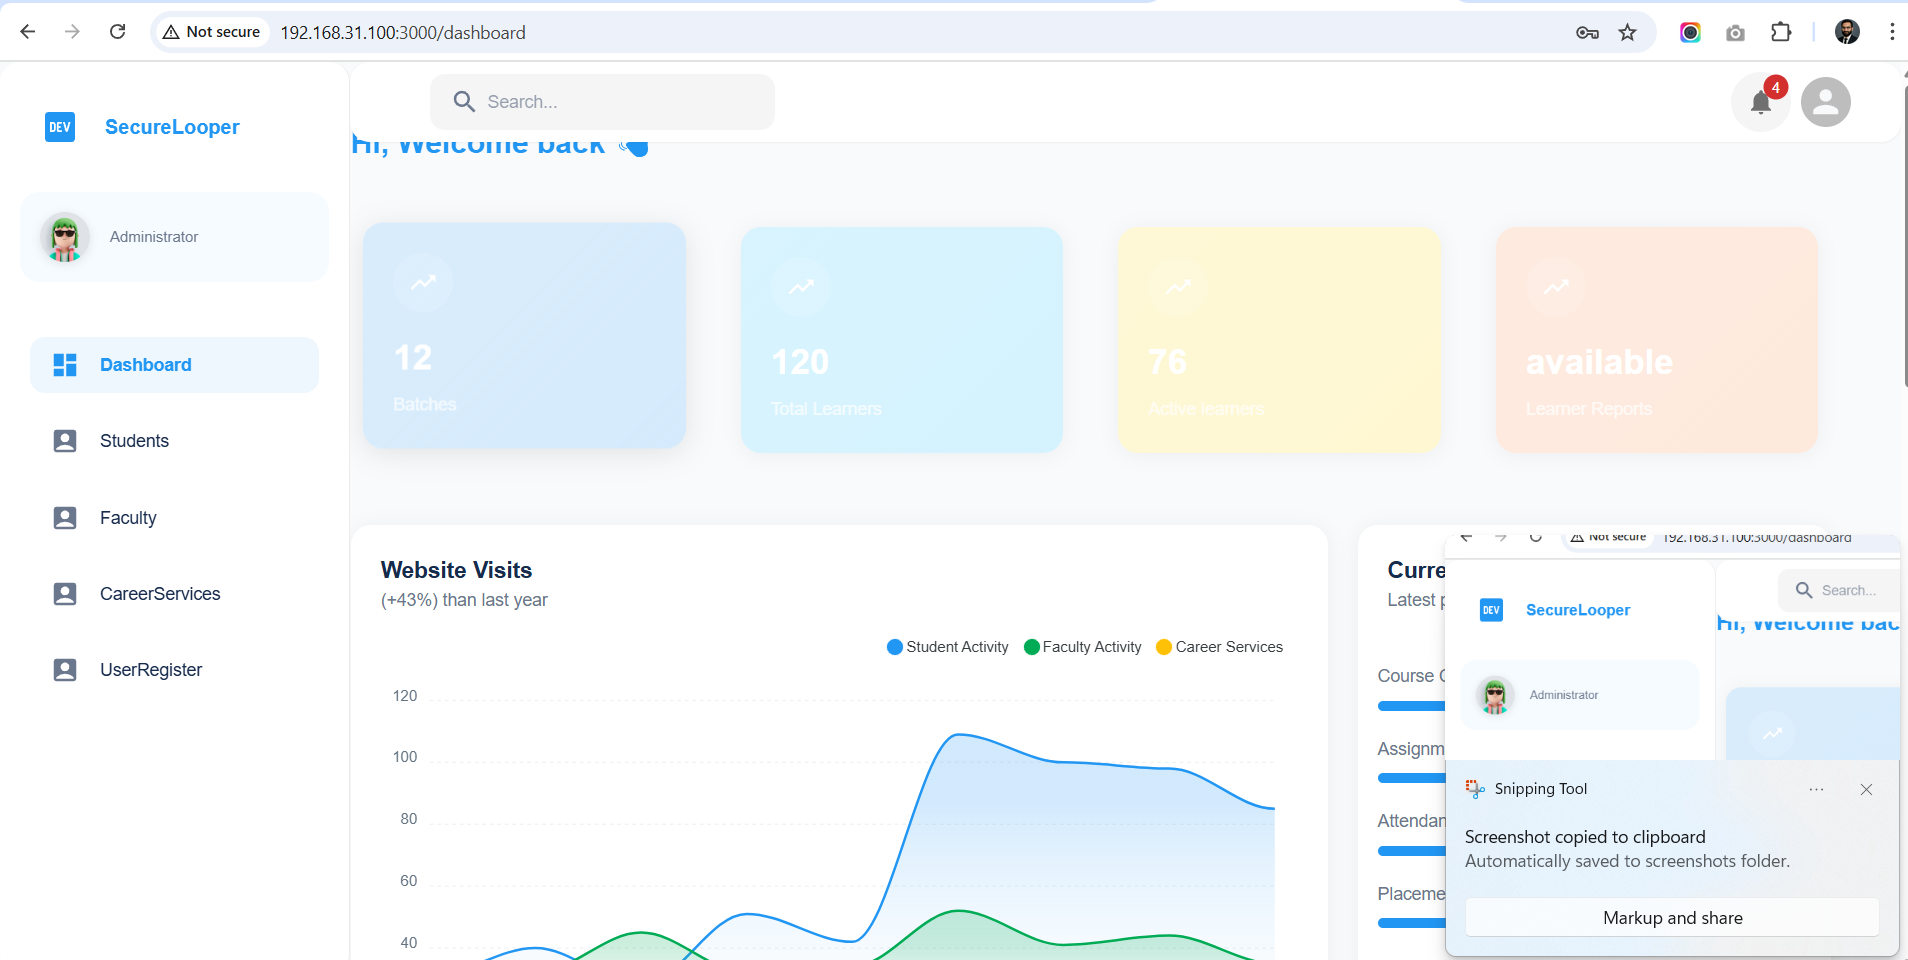 Not secure 192.168.31.100:3000/dashboard
DEV SecureLooper
Search...
4
Hi, Welcome back
Administrator
12
Batches
120
Total Learners
76
Active learners
available
Learner Reports
Dashboard
Students
Faculty
CareerServices
UserRegister
Website Visits
(+43%) than last year
Student Activity Faculty Activity Career Services
120
100
80
60
40
Curre
Latest
Course
Assignm
Attendan
Placeme
Not secure 192.168.31.100:3000/dashboard
DEV SecureLooper
Search...
Hi, Welcome bac
Administrator
Snipping Tool
Screenshot copied to clipboard
Automatically saved to screenshots folder.
Markup and share